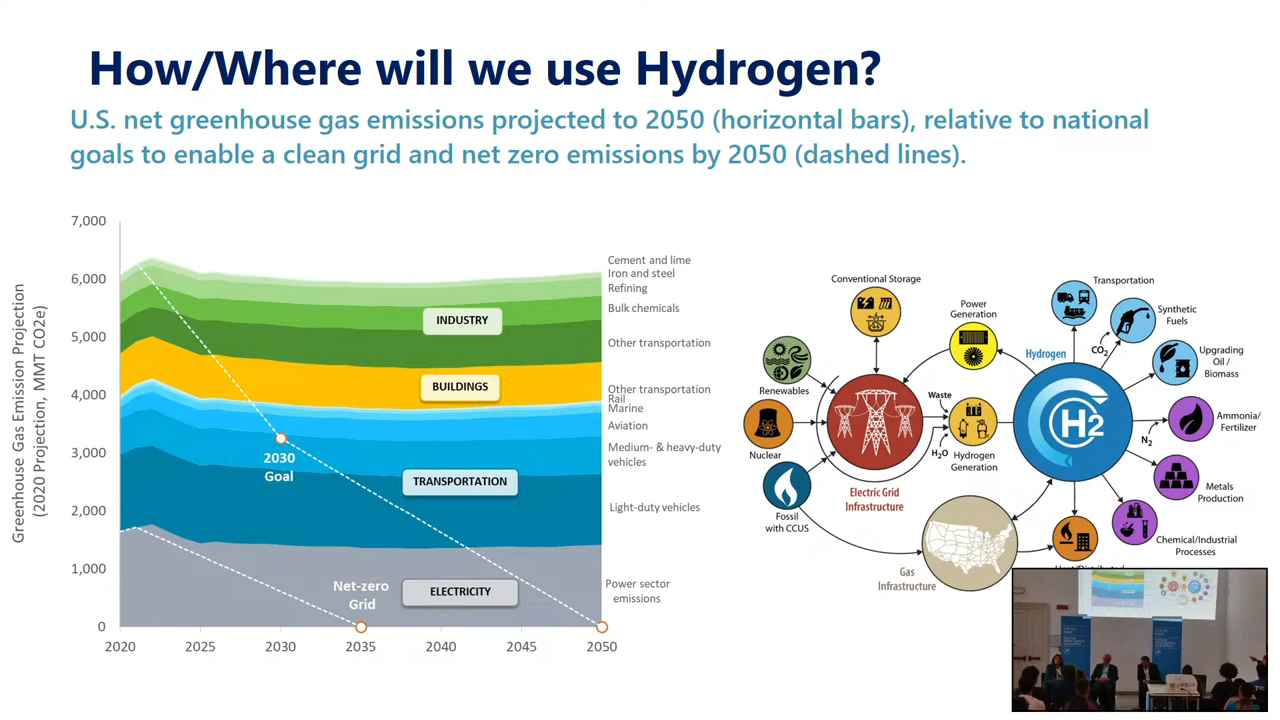 How/Where will we use Hydrogen?
U.S. net greenhouse gas emissions projected to 2050 (horizontal bars), relative to national
goals to enable a clean grid and net zero emissions by 2050 (dashed lines).
Greenhouse Gas Emission Projection
(2020 Projection, MMT CO2e)
7,000
6,000
5,000
4,000
3,000
2,000
1,000
0
2020
2025
2030
2035
2040
2045
2050
INDUSTRY
BUILDINGS
TRANSPORTATION
ELECTRICITY
2030
Goal
Net-zero
Grid
Cement and lime
Iron and steel
Refining
Bulk chemicals
Other transportation
Other transportation
Rail
Marine
Aviation
Medium- & heavy-duty
vehicles
Light-duty vehicles
Power sector
emissions
Conventional Storage
Power
Generation
Renewables
Nuclear
Fossil
with CCUS
Electric Grid
Infrastructure
Waste
H₂O
Hydrogen
Generation
Gas
Infrastructure
Hydrogen
H2
Transportation
CO₂
Synthetic
Fuels
Upgrading
Oil /
Biomass
N₂
Ammonia/
Fertilizer
Metals
Production
Chemical/Industrial
Processes